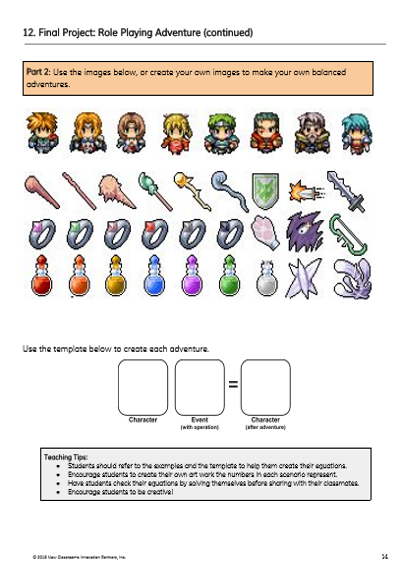 12. Final Project: Role Playing Adventure (continued)
Part 2: Use the images below, or create your own images to make your own balanced
adventures.
Use the template below to create each adventure.
=
Character
Event
(with operation)
Character
(after adventure)
Teaching Tips:
• Students should refer to the examples and the template to help them create their equations.
• Encourage students to create their own art work the numbers in each scenario represent.
• Have students check their equations by solving themselves before sharing with their classmates.
• Encourage students to be creative!
© 2018 New Classrooms Innovation Partners, Inc.
14